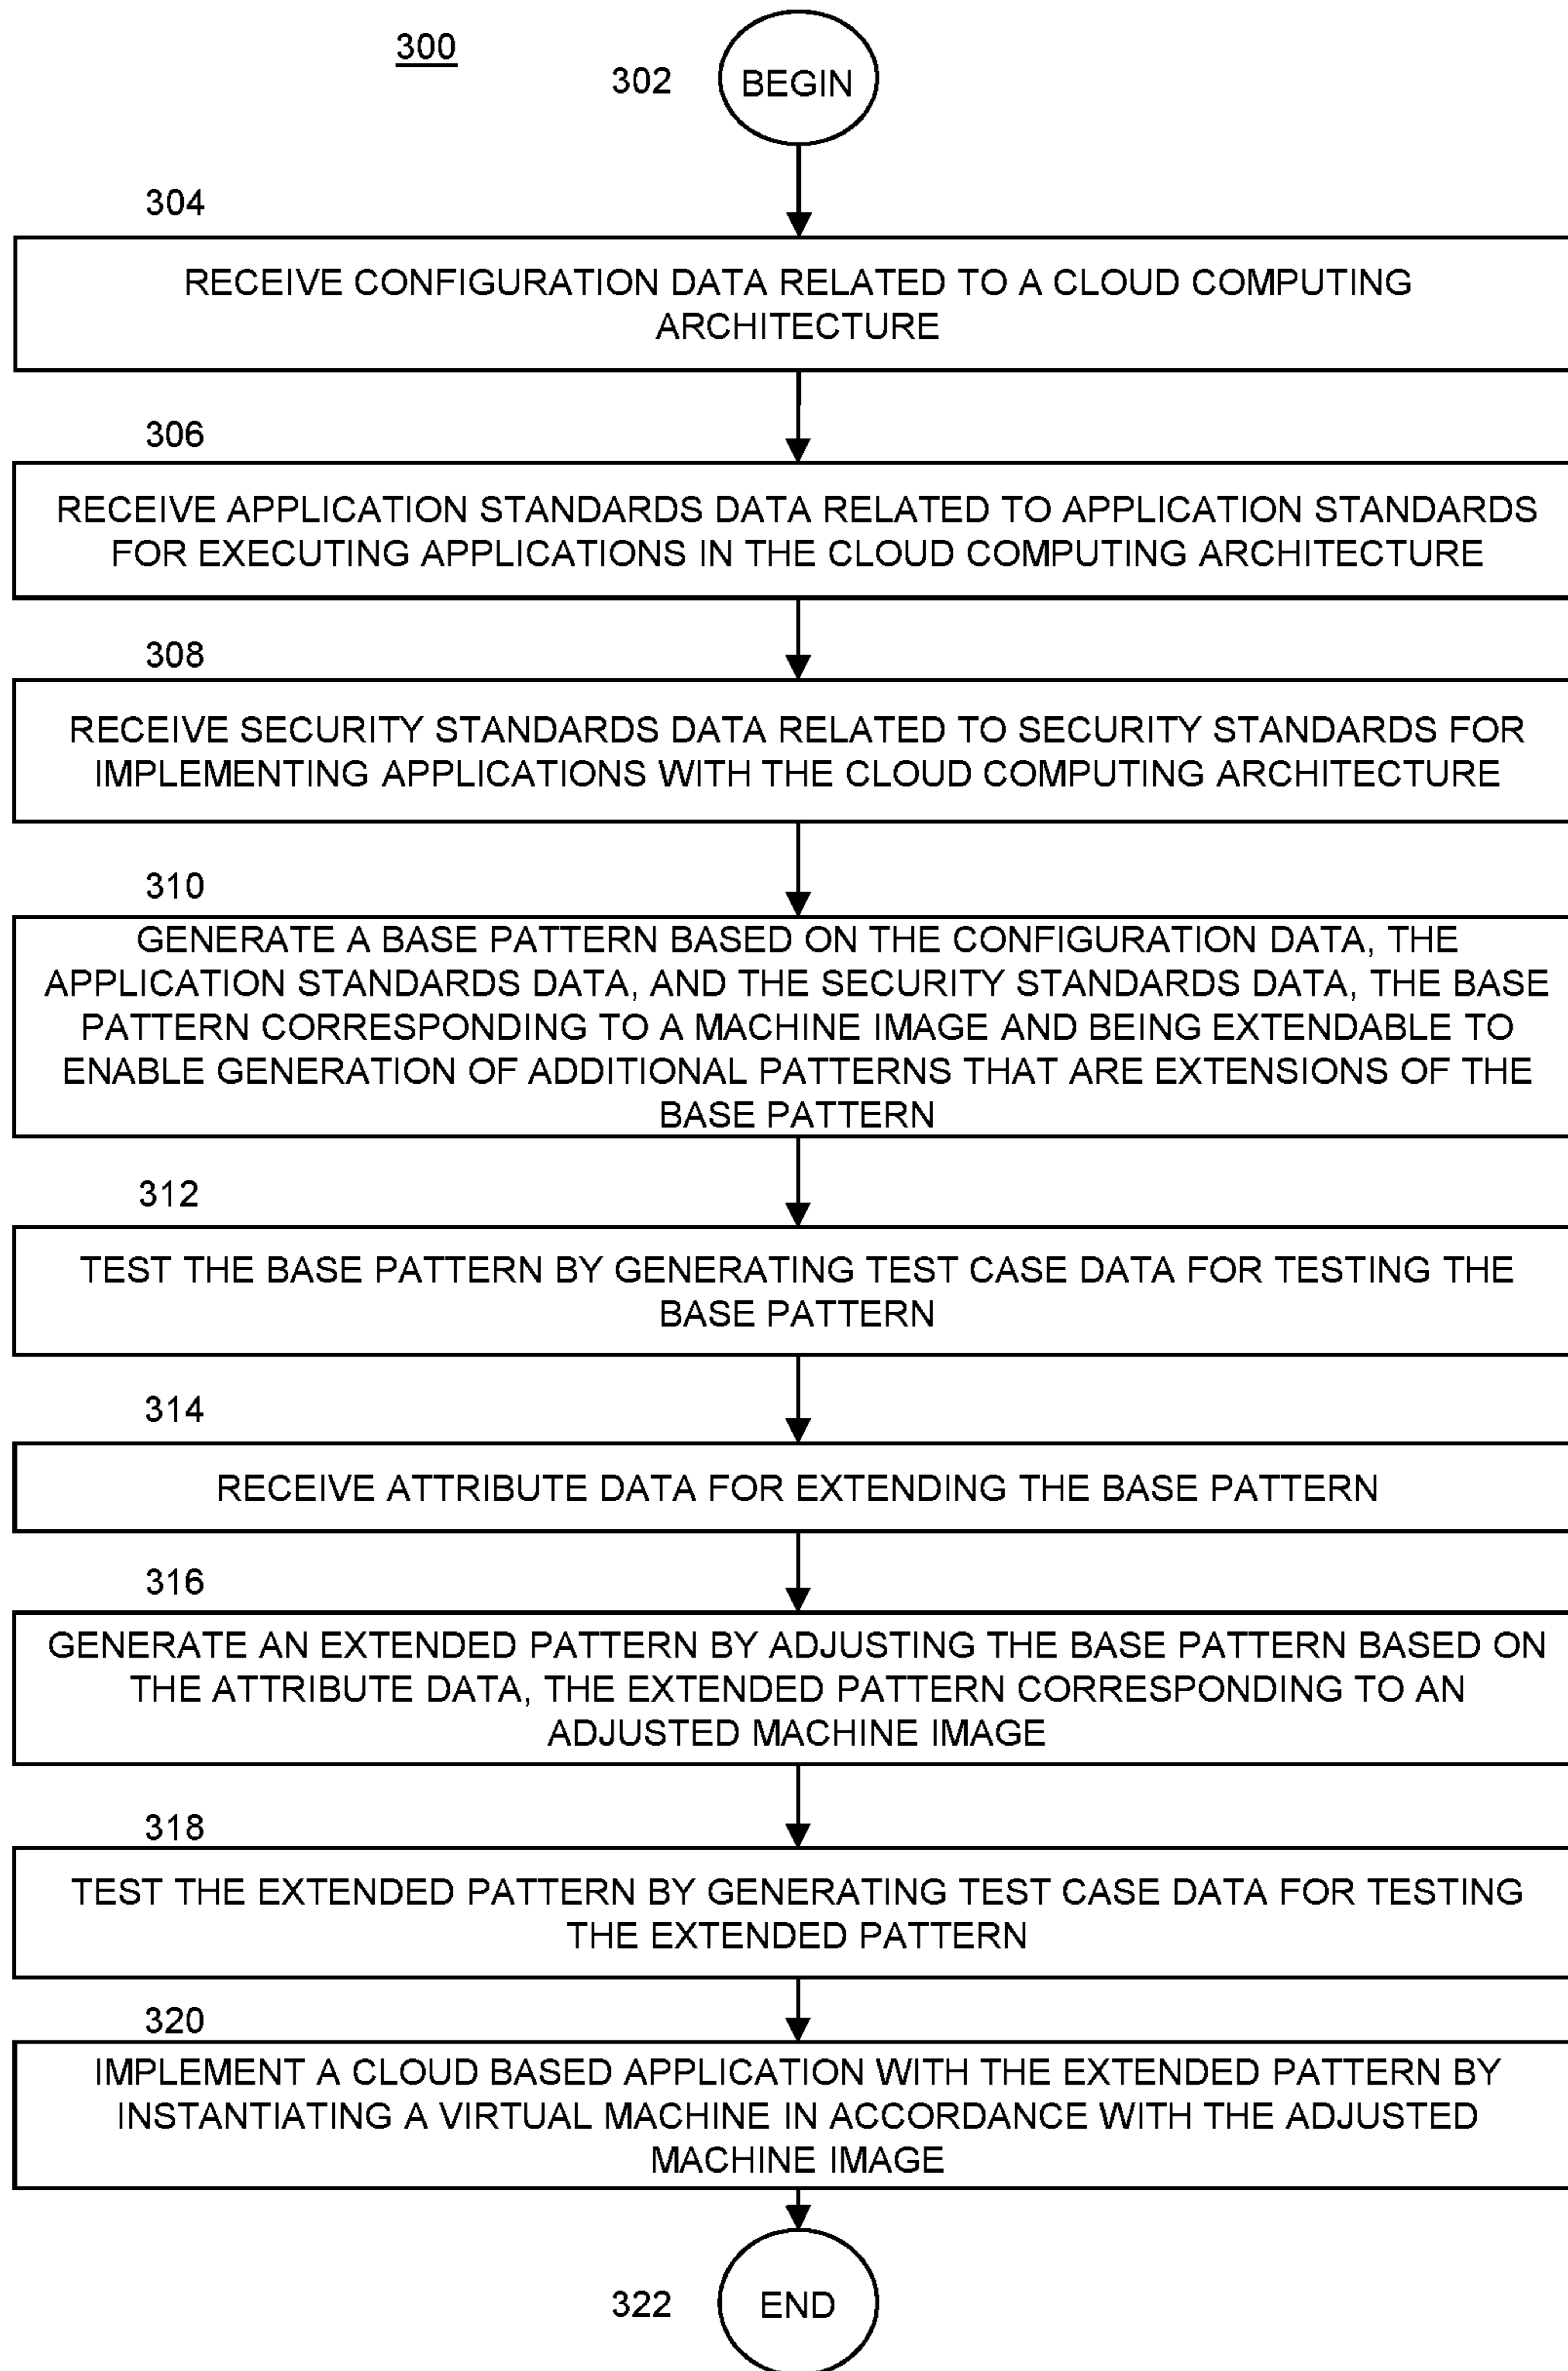 300
302
BEGIN
304
RECEIVE CONFIGURATION DATA RELATED TO A CLOUD COMPUTING
ARCHITECTURE
306
RECEIVE APPLICATION STANDARDS DATA RELATED TO APPLICATION STANDARDS
FOR EXECUTING APPLICATIONS IN THE CLOUD COMPUTING ARCHITECTURE
308
RECEIVE SECURITY STANDARDS DATA RELATED TO SECURITY STANDARDS FOR
IMPLEMENTING APPLICATIONS WITH THE CLOUD COMPUTING ARCHITECTURE
310
GENERATE A BASE PATTERN BASED ON THE CONFIGURATION DATA, THE
APPLICATION STANDARDS DATA, AND THE SECURITY STANDARDS DATA, THE BASE
PATTERN CORRESPONDING TO A MACHINE IMAGE AND BEING EXTENDABLE TO
ENABLE GENERATION OF ADDITIONAL PATTERNS THAT ARE EXTENSIONS OF THE
BASE PATTERN
312
TEST THE BASE PATTERN BY GENERATING TEST CASE DATA FOR TESTING THE
BASE PATTERN
314
RECEIVE ATTRIBUTE DATA FOR EXTENDING THE BASE PATTERN
316
GENERATE AN EXTENDED PATTERN BY ADJUSTING THE BASE PATTERN BASED ON
THE ATTRIBUTE DATA, THE EXTENDED PATTERN CORRESPONDING TO AN
ADJUSTED MACHINE IMAGE
318
TEST THE EXTENDED PATTERN BY GENERATING TEST CASE DATA FOR TESTING
THE EXTENDED PATTERN
320
IMPLEMENT A CLOUD BASED APPLICATION WITH THE EXTENDED PATTERN BY
INSTANTIATING A VIRTUAL MACHINE IN ACCORDANCE WITH THE ADJUSTED
MACHINE IMAGE
322
END